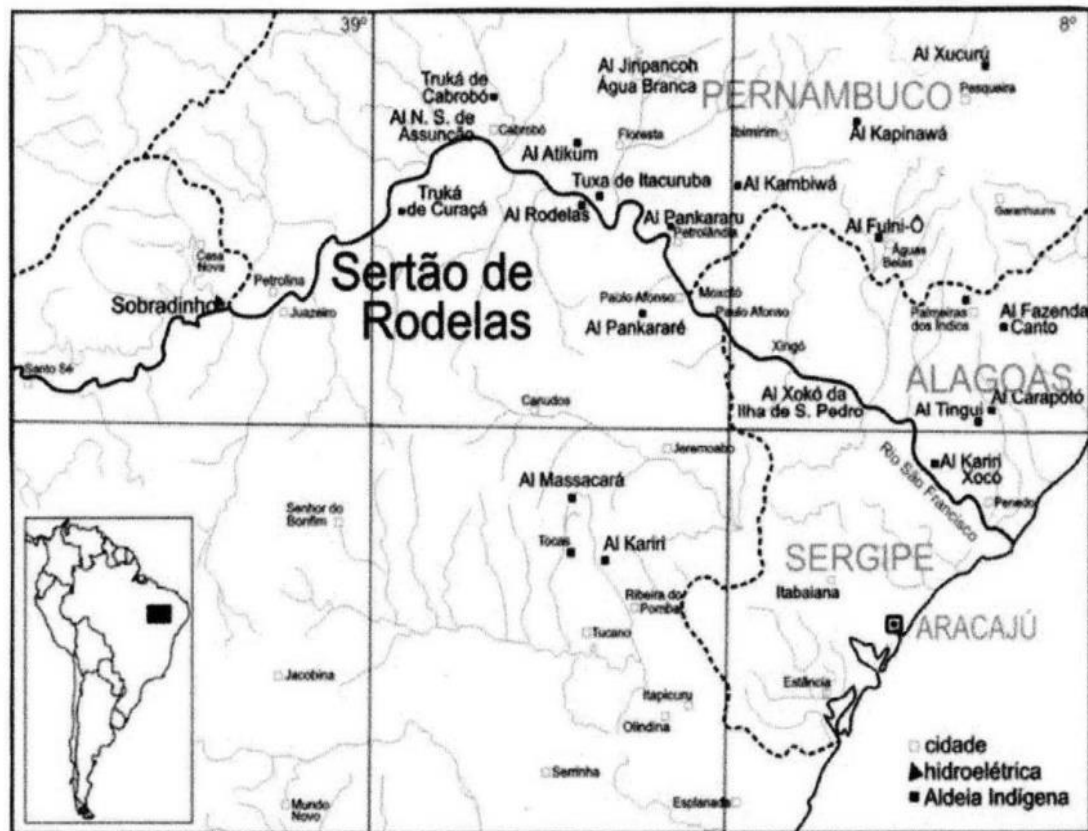 39º
8º
Al Xucurú
Truká de
Cabrobó
Al Jiripancoh
Água Branca
PERNAMBUCO
Pesqueira
Al N. S. de
Assunção
Cabrobó
Floresta
Ibimirim
Al Kapinawá
Al Atikum
Truká
de Curaçá
Tuxa de Itacuruba
Al Kambiwá
Al Rodelas
Al Pankararu
Petrolândia
Al Fulni-Ô
Águas
Belas
Garanhauns
Casa
Nova
Petrolina
Sertão de
Rodelas
Sobradinho
Juazeiro
Paulo Afonso
Moxotó
Paulo Afonso
Al Pankararé
Palmeiras
dos Índios
Al Fazenda
Canto
Xingó
Santo Sé
Canudos
Al Xokó da
Ilha de S. Pedro
ALAGOAS
Al Carapotó
Al Tingui
Jeremoabo
Al Kariri
Xocó
Rio São Francisco
Penedo
Al Massacará
Senhor do
Bonfim
Tocas
Al Kariri
SERGIPE
Itabaiana
Ribeira do
Pombal
Tucano
ARACAJÚ
Jacobina
Estância
Itapicuru
Olindina
Serrinha
Mundo
Novo
Esplanada
cidade
hidroelétrica
Aldeia Indígena